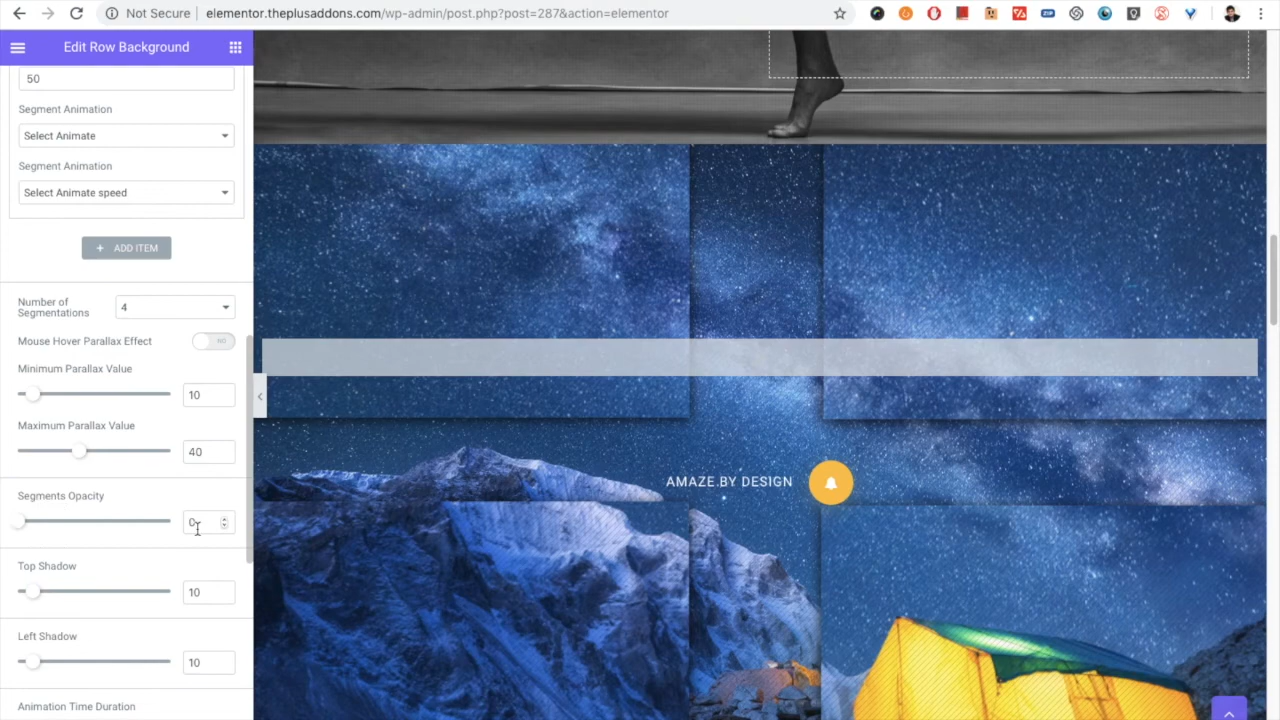 Not Secure elementor.theplusaddons.com/wp-admin/post.php?post=287&action=elementor
ZIP
Edit Row Background
50
Segment Animation
Select Animate
Segment Animation
Select Animate speed
+ ADD ITEM
Number of
Segmentations
4
Mouse Hover Parallax Effect
NO
Minimum Parallax Value
10
Maximum Parallax Value
40
Segments Opacity
0
Top Shadow
10
Left Shadow
10
Animation Time Duration
AMAZE.BY DESIGN